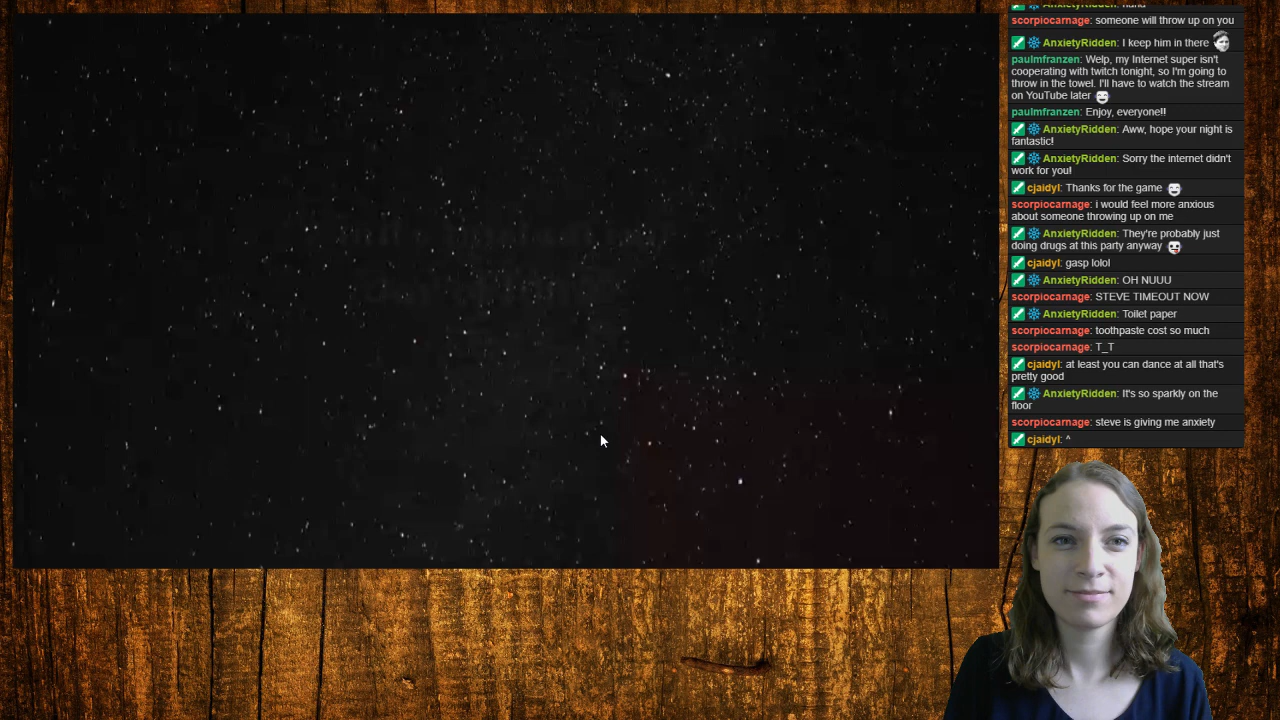 scorpiocarnage: someone will throw up on you
AnxietyRidden: I keep him in there
paulmfranzen: Welp, my Internet super isn't
cooperating with twitch tonight, so I'm going to
throw in the towel. I'll have to watch the stream
on YouTube later
paulmfranzen: Enjoy, everyone!!
AnxietyRidden: Aww, hope your night is
fantastic!
AnxietyRidden: Sorry the internet didn't
work for you!
cjaidyl: Thanks for the game
scorpiocarnage: i would feel more anxious
about someone throwing up on me
AnxietyRidden: They're probably just
doing drugs at this party anyway
cjaidyl: gasp lolol
AnxietyRidden: OH NUUU
scorpiocarnage: STEVE TIMEOUT NOW
AnxietyRidden: Toilet paper
scorpiocarnage: toothpaste cost so much
scorpiocarnage: T_T
cjaidyl: at least you can dance at all that's
pretty good
AnxietyRidden: It's so sparkly on the
floor
scorpiocarnage: steve is giving me anxiety
cjaidyl: ^